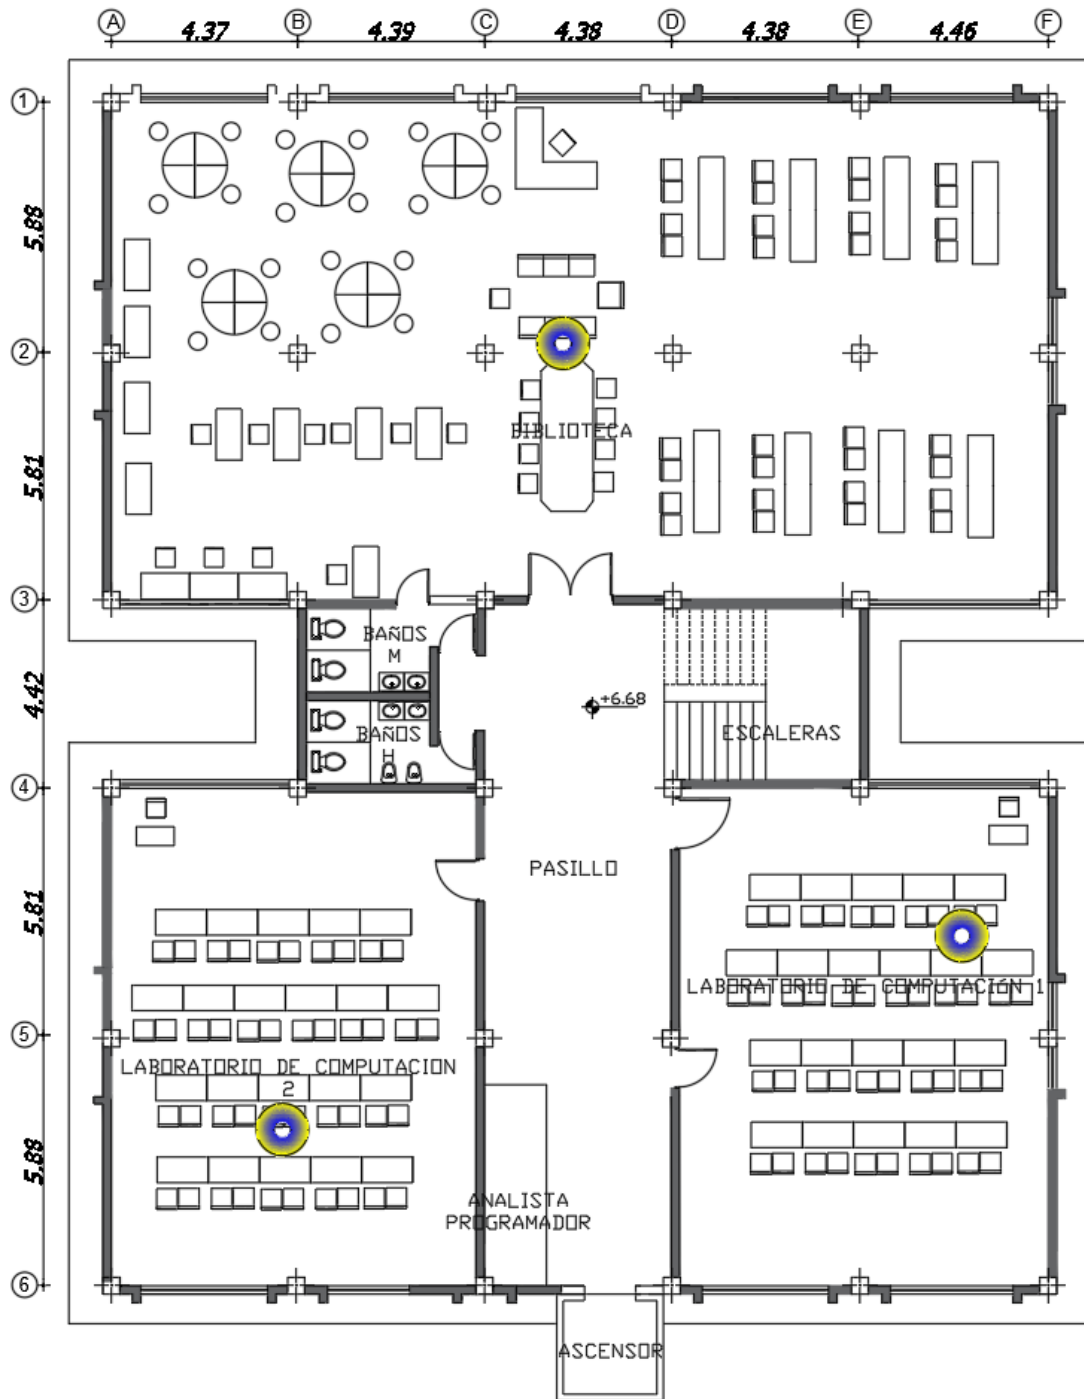 A B C D E F
4.37 4.39 4.38 4.38 4.46
1
5.88
2
BIBLIOTECA
5.81
3
BAÑOS
M
4.42
+6.68
BAÑOS
H
ESCALERAS
4
PASILLO
5.81
LABORATORIO DE COMPUTACIÓN 1
5
LABORATORIO DE COMPUTACION
2
5.88
ANALISTA
PROGRAMADOR
6
ASCENSOR